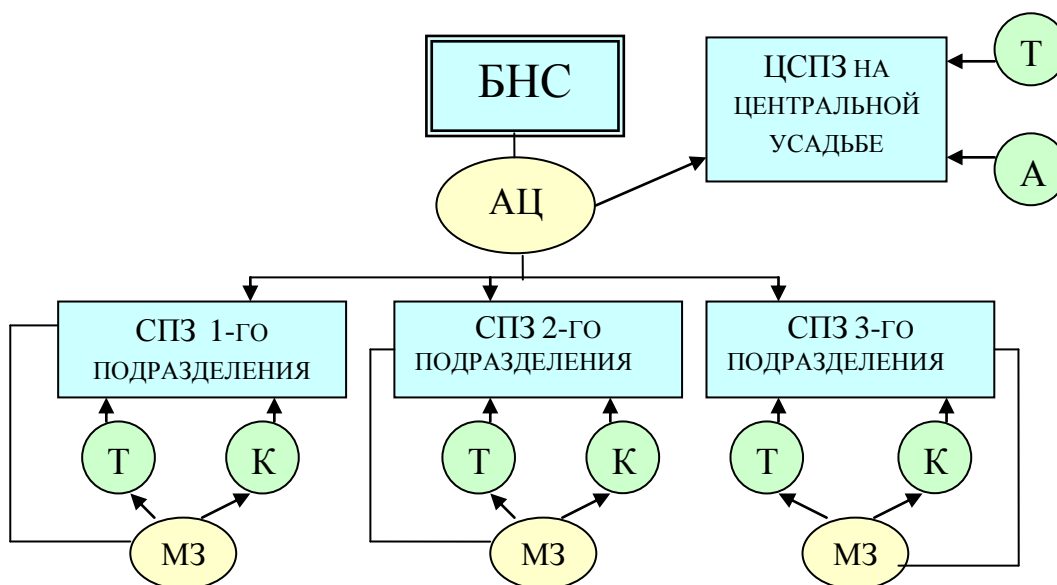 БНС
ЦСПЗ НА
ЦЕНТРАЛЬНОЙ
УСАДЬБЕ
Т
А
АЦ
СПЗ 1-ГО
ПОДРАЗДЕЛЕНИЯ
СПЗ 2-ГО
ПОДРАЗДЕЛЕНИЯ
СПЗ 3-ГО
ПОДРАЗДЕЛЕНИЯ
Т
К
Т
К
Т
К
МЗ
МЗ
МЗ